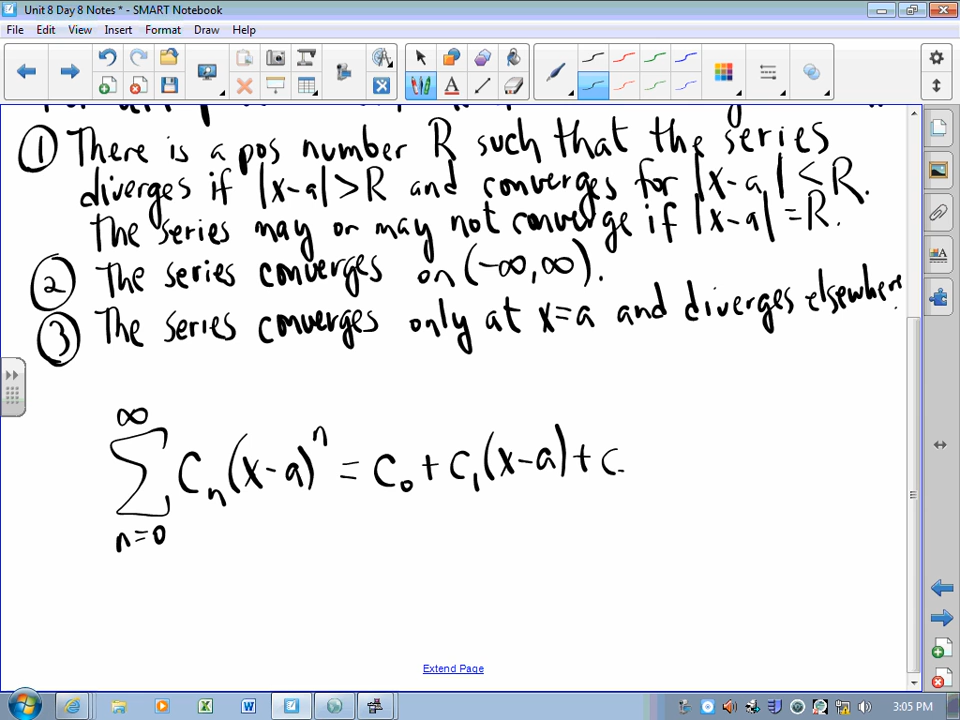 Unit 8 Day 8 Notes * - SMART Notebook
File Edit View Insert Format Draw Help
① There is a pos number R such that the series
diverges if |x-a|>R and converges for |x-a|<R.
The series may or may not converge if |x-a|=R.
② The series converges on (-∞,∞).
③ The series converges only at x=a and diverges elsewhere.
∞
∑ Cₙ(x-a)ⁿ = C₀ + C₁(x-a) + C
n=0
Extend Page
3:05 PM